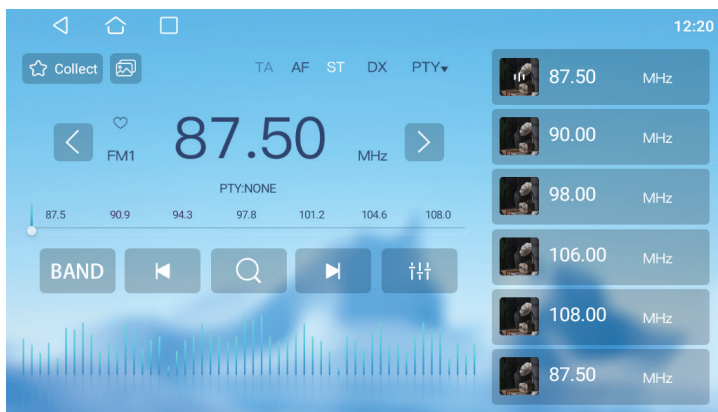 12:20
Collect
TA AF ST DX PTY▾
FM1
87.50 MHz
PTY:NONE
87.5 90.9 94.3 97.8 101.2 104.6 108.0
BAND
87.50 MHz
90.00 MHz
98.00 MHz
106.00 MHz
108.00 MHz
87.50 MHz